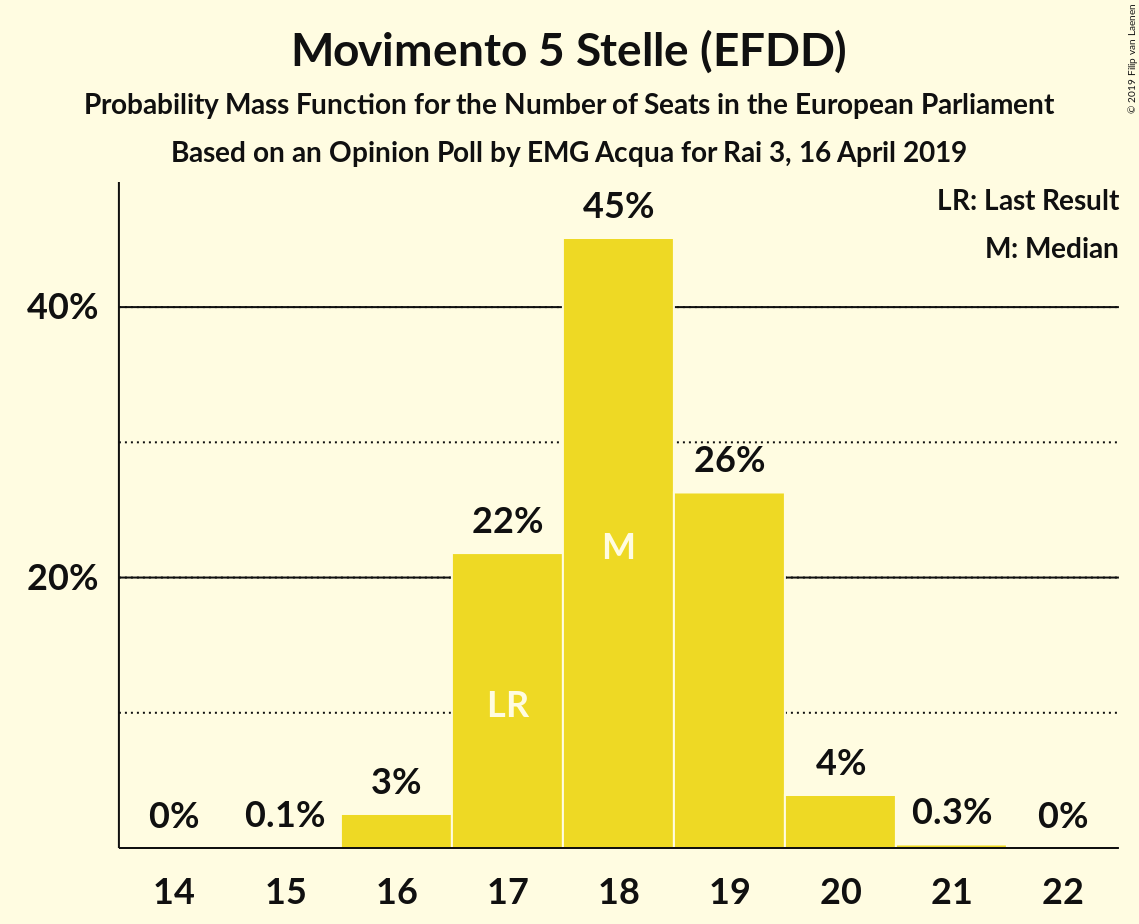 Movimento 5 Stelle (EFDD)
Probability Mass Function for the Number of Seats in the European Parliament
Based on an Opinion Poll by EMG Acqua for Rai 3, 16 April 2019
© 2019 Filip van Laenen
LR: Last Result
M: Median
40%
20%
0%
0.1%
3%
22%
45%
26%
4%
0.3%
0%
LR
M
14 15 16 17 18 19 20 21 22